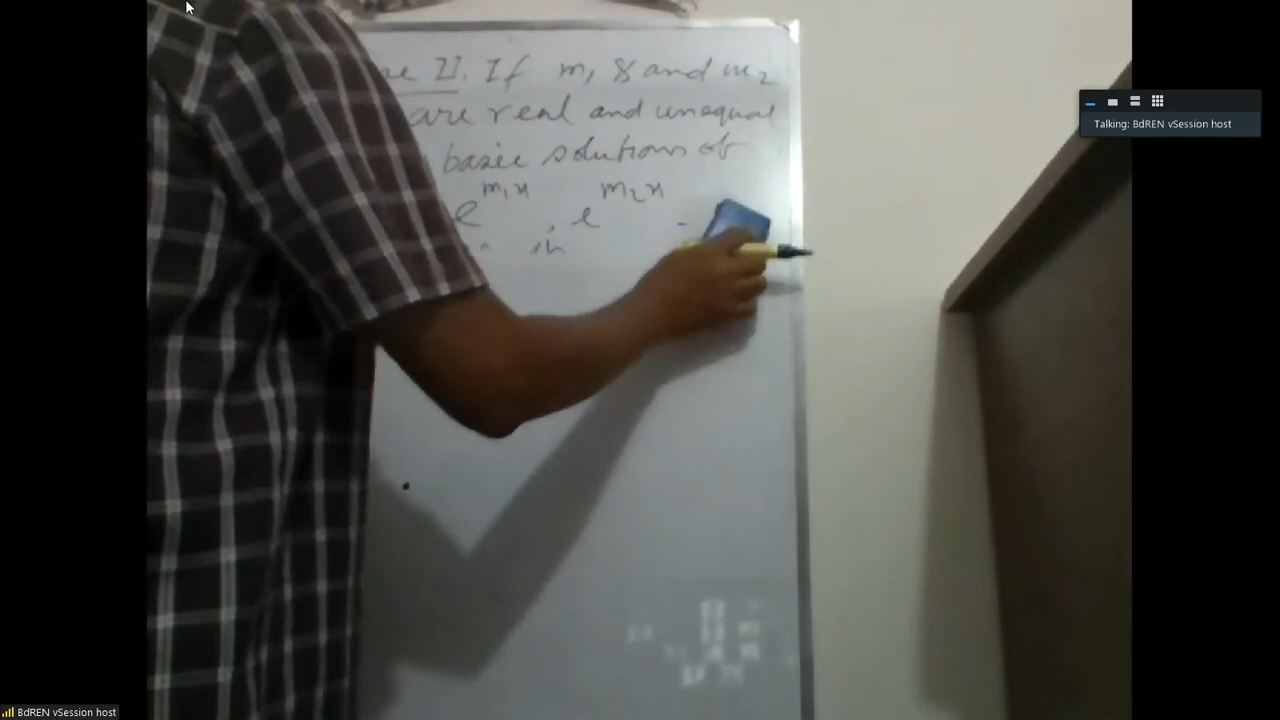 If m₁ & and m₂
are real and unequal
basic solutions of
e^{m₁x} , e^{m₂x}
Talking: BdREN vSession host
BdREN vSession host